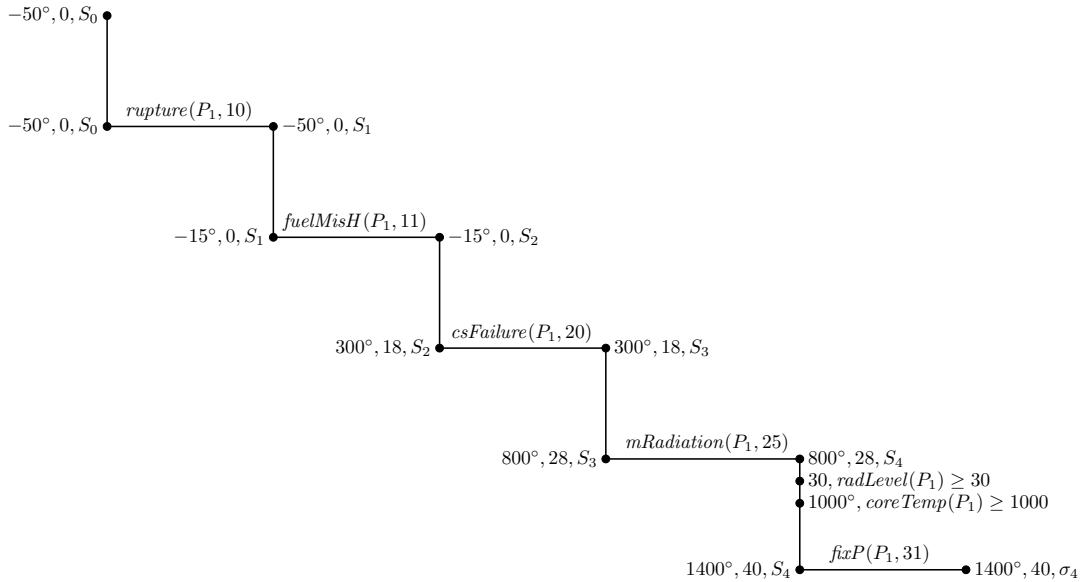 −50°, 0, S₀
rupture(P₁, 10)
−50°, 0, S₀
−50°, 0, S₁
fuelMisH(P₁, 11)
−15°, 0, S₁
−15°, 0, S₂
csFailure(P₁, 20)
300°, 18, S₂
300°, 18, S₃
mRadiation(P₁, 25)
800°, 28, S₃
800°, 28, S₄
30, radLevel(P₁) ≥ 30
1000°, coreTemp(P₁) ≥ 1000
fixP(P₁, 31)
1400°, 40, S₄
1400°, 40, σ₄